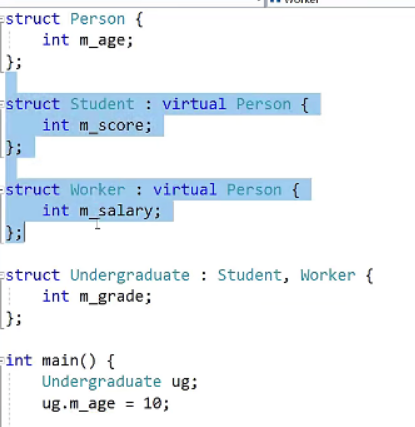 Worker
struct Person {
    int m_age;
};
struct Student : virtual Person {
    int m_score;
};
struct Worker : virtual Person {
    int m_salary;
};
struct Undergraduate : Student, Worker {
    int m_grade;
};
int main() {
    Undergraduate ug;
    ug.m_age = 10;